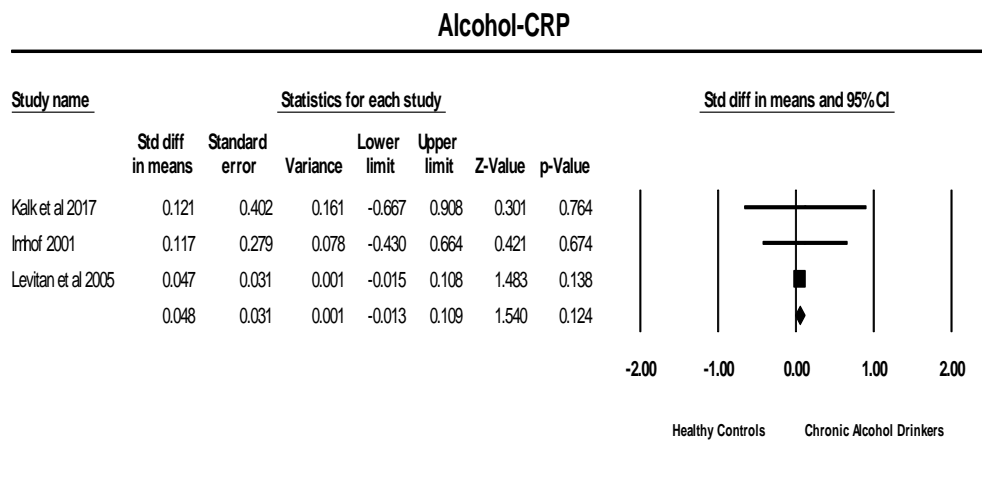 Alcohol-CRP
Study name Statistics for each study Std diff in means and 95% CI
Std diff Standard Lower Upper
in means error Variance limit limit Z-Value p-Value
Kalk et al 2017 0.121 0.402 0.161 -0.667 0.908 0.301 0.764
Imhof 2001 0.117 0.279 0.078 -0.430 0.664 0.421 0.674
Levitan et al 2005 0.047 0.031 0.001 -0.015 0.108 1.483 0.138
0.048 0.031 0.001 -0.013 0.109 1.540 0.124
-2.00 -1.00 0.00 1.00 2.00
Healthy Controls Chronic Alcohol Drinkers